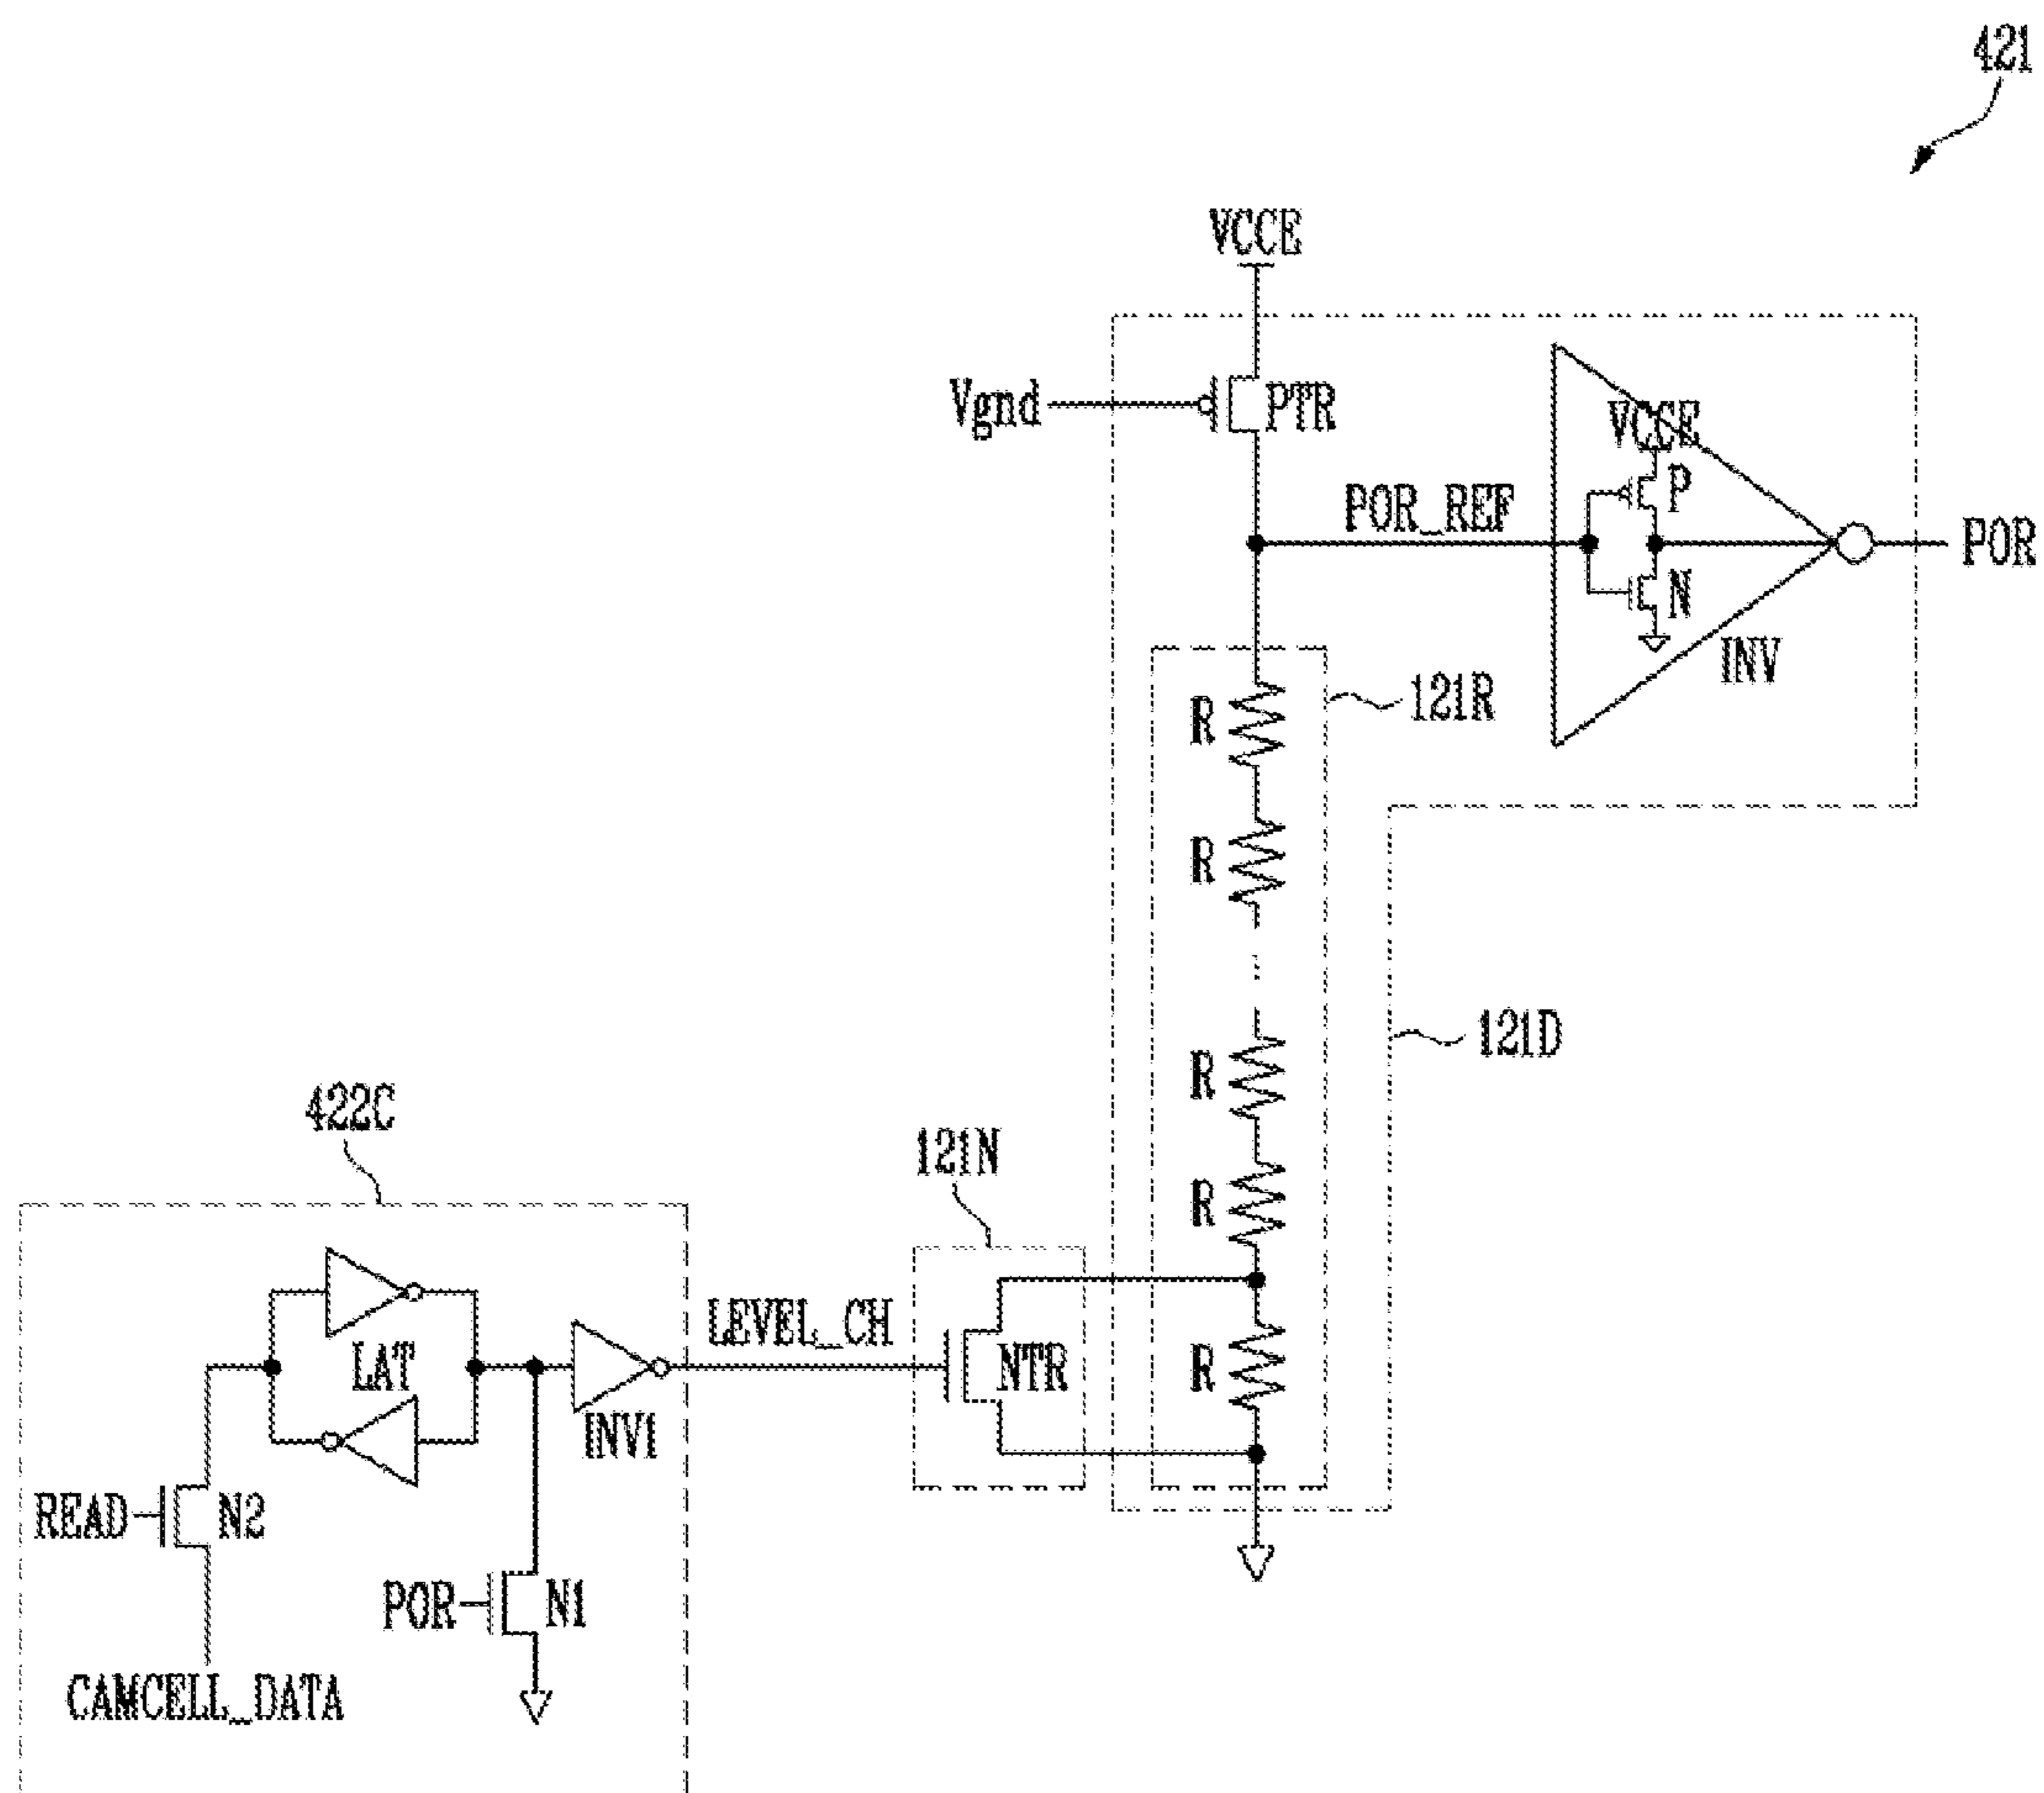 421
VCCE
Vgnd
PTR
VCCE
P
POR_REF
POR
N
INV
R
121R
R
R
121D
422C
121N
R
LEVEL_CH
LAT
NTR
R
INV1
READ
N2
POR
N1
CAMCELL_DATA